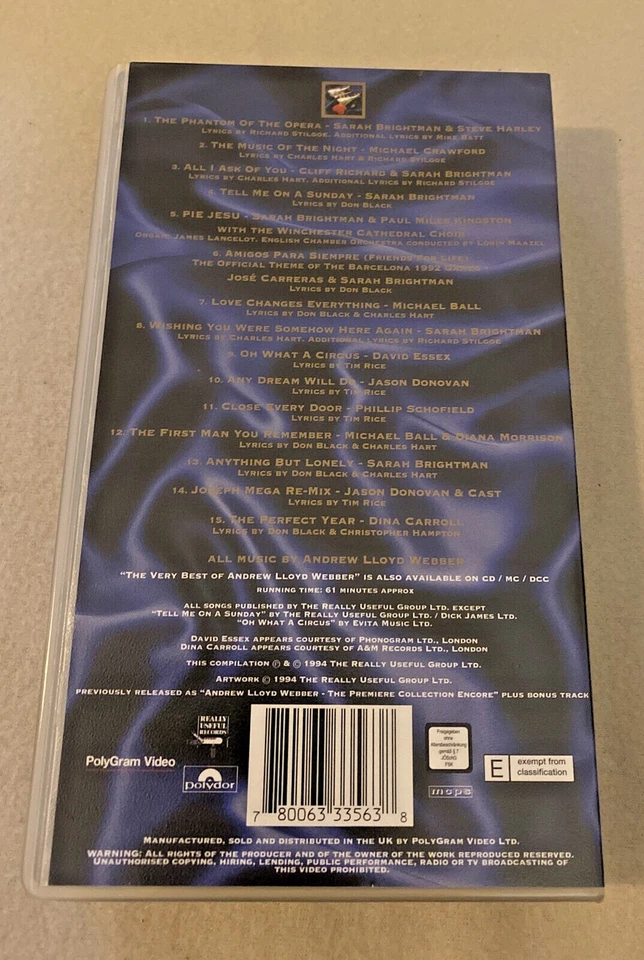 1. The Phantom Of The Opera - Sarah Brightman & Steve Harley
Lyrics by Richard Stilgoe. Additional Lyrics by Mike Batt
2. The Music Of The Night - Michael Crawford
Lyrics by Charles Hart & Richard Stilgoe
3. All I Ask Of You - Cliff Richard & Sarah Brightman
Lyrics by Charles Hart. Additional Lyrics by Richard Stilgoe
4. Tell Me On A Sunday - Sarah Brightman
Lyrics by Don Black
5. Pie Jesu - Sarah Brightman & Paul Miles Kingston
with the Winchester Cathedral Choir
Organ: James Lancelot. English Chamber Orchestra conducted by Lorin Maazel
6. Amigos Para Siempre (Friends For Life)
The Official Theme of the Barcelona 1992 Games
José Carreras & Sarah Brightman
Lyrics by Don Black
7. Love Changes Everything - Michael Ball
Lyrics by Don Black & Charles Hart
8. Wishing You Were Somehow Here Again - Sarah Brightman
Lyrics by Charles Hart. Additional Lyrics by Richard Stilgoe
9. Oh What A Circus - David Essex
Lyrics by Tim Rice
10. Any Dream Will Do - Jason Donovan
Lyrics by Tim Rice
11. Close Every Door - Phillip Schofield
Lyrics by Tim Rice
12. The First Man You Remember - Michael Ball & Diana Morrison
Lyrics by Don Black & Charles Hart
13. Anything But Lonely - Sarah Brightman
Lyrics by Don Black & Charles Hart
14. Joseph Mega Re-Mix - Jason Donovan & Cast
Lyrics by Tim Rice
15. The Perfect Year - Dina Carroll
Lyrics by Don Black & Christopher Hampton
All music by Andrew Lloyd Webber
"The Very Best of Andrew Lloyd Webber" is also available on CD / MC / DCC
running time: 61 minutes approx
all songs published by The Really Useful Group Ltd. except
"Tell Me On A Sunday" by The Really Useful Group Ltd. / Dick James Ltd.
"Oh What A Circus" by Evita Music Ltd.
David Essex appears courtesy of Phonogram Ltd., London
Dina Carroll appears courtesy of A&M Records Ltd., London
this compilation ℗ & © 1994 The Really Useful Group Ltd.
Artwork © 1994 The Really Useful Group Ltd.
previously released as "Andrew Lloyd Webber - The Premiere Collection Encore" plus bonus track
REALLY
USEFUL
RECORDS
PolyGram Video
polydor
7 80063 33563 8
Freigegeben
ohne
Altersbeschränkung
gemäß § 7
JÖSchG
FSK
mcps
E exempt from
classification
Manufactured, sold and distributed in the UK by PolyGram Video Ltd.
WARNING: All rights of the producer and of the owner of the work reproduced reserved.
Unauthorised copying, hiring, lending, public performance, radio or TV broadcasting of
this video prohibited.